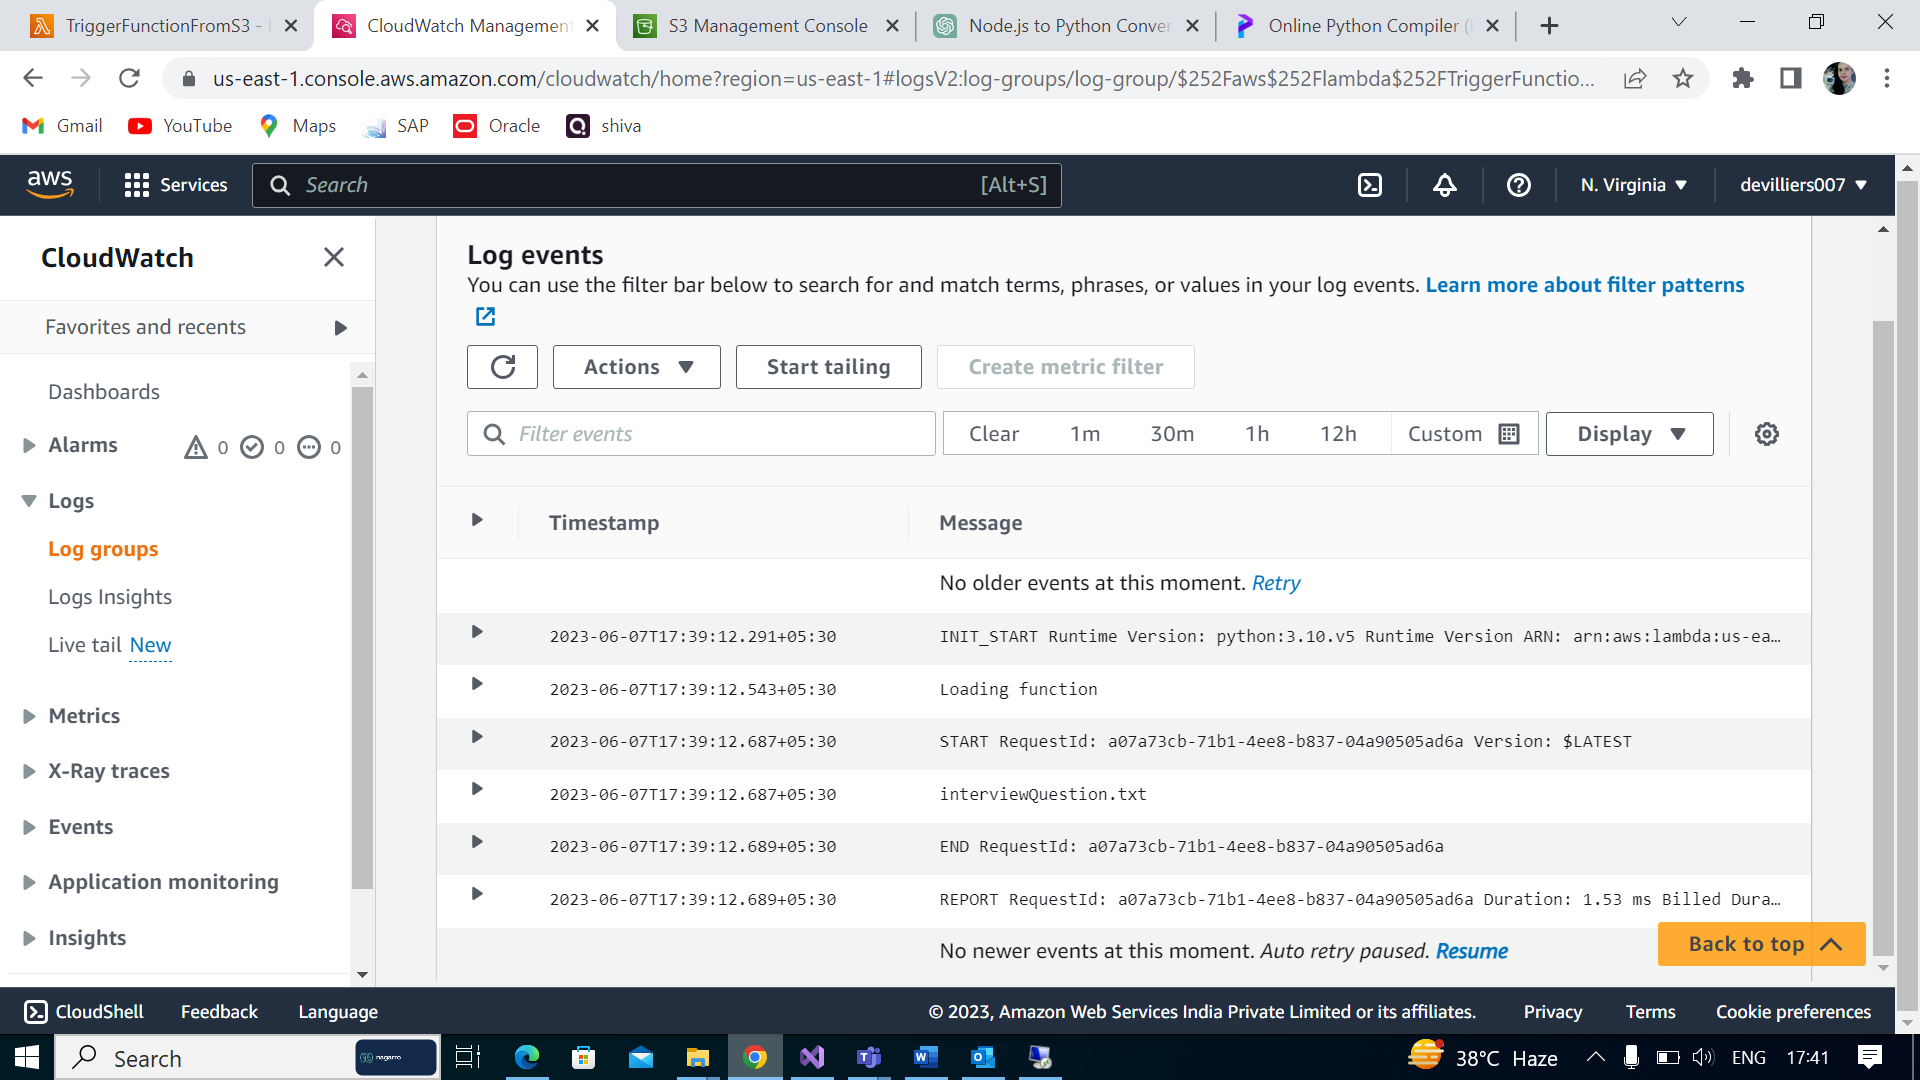 TriggerFunctionFromS3 -
CloudWatch Management
S3 Management Console
Node.js to Python Conver
Online Python Compiler (
us-east-1.console.aws.amazon.com/cloudwatch/home?region=us-east-1#logsV2:log-groups/log-group/$252Faws$252Flambda$252FTriggerFunctio...
Gmail YouTube Maps SAP Oracle shiva
aws Services Search [Alt+S] N. Virginia devilliers007
CloudWatch
Favorites and recents
Dashboards
Alarms 0 0 0
Logs
Log groups
Logs Insights
Live tail New
Metrics
X-Ray traces
Events
Application monitoring
Insights
Log events
You can use the filter bar below to search for and match terms, phrases, or values in your log events. Learn more about filter patterns
Actions Start tailing Create metric filter
Filter events Clear 1m 30m 1h 12h Custom Display
Timestamp Message
No older events at this moment. Retry
2023-06-07T17:39:12.291+05:30 INIT_START Runtime Version: python:3.10.v5 Runtime Version ARN: arn:aws:lambda:us-ea…
2023-06-07T17:39:12.543+05:30 Loading function
2023-06-07T17:39:12.687+05:30 START RequestId: a07a73cb-71b1-4ee8-b837-04a90505ad6a Version: $LATEST
2023-06-07T17:39:12.687+05:30 interviewQuestion.txt
2023-06-07T17:39:12.689+05:30 END RequestId: a07a73cb-71b1-4ee8-b837-04a90505ad6a
2023-06-07T17:39:12.689+05:30 REPORT RequestId: a07a73cb-71b1-4ee8-b837-04a90505ad6a Duration: 1.53 ms Billed Dura…
No newer events at this moment. Auto retry paused. Resume
Back to top
CloudShell Feedback Language © 2023, Amazon Web Services India Private Limited or its affiliates. Privacy Terms Cookie preferences
Search nagarro 38°C Haze ENG 17:41